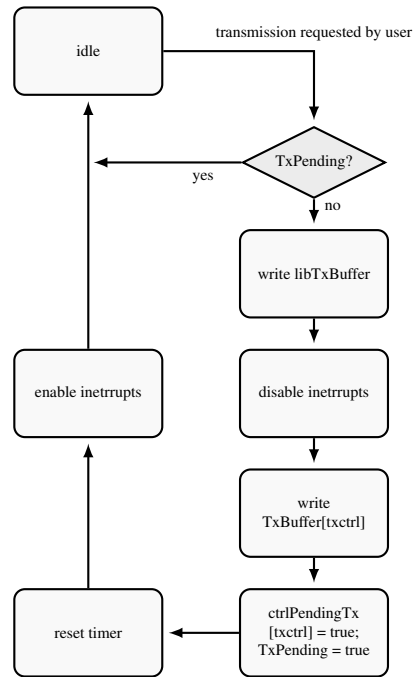 idle
transmission requested by user
TxPending?
yes
no
write libTxBuffer
enable inetrrupts
disable inetrrupts
write
TxBuffer[txctrl]
reset timer
ctrlPendingTx
[txctrl] = true;
TxPending = true